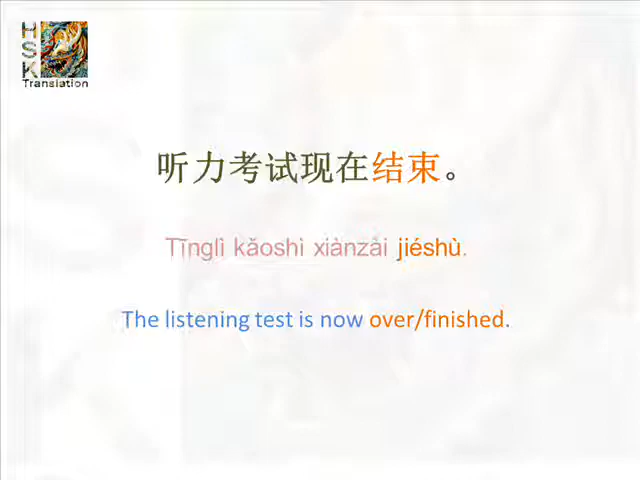 HSK
Translation
听力考试现在结束。
Tīnglì kǎoshì xiànzài jiéshù.
The listening test is now over/finished.